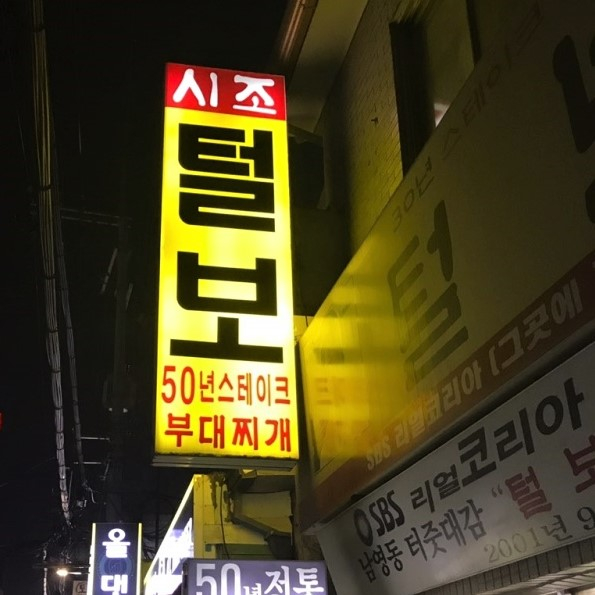 시조
털
보
50년스테이크
부대찌개
30년 스테이크
털
SBS 리얼코리아 (그곳에
SBS 리얼코리아
남영동 터줏대감 "털 보
2001년 9
올
대
50년전통